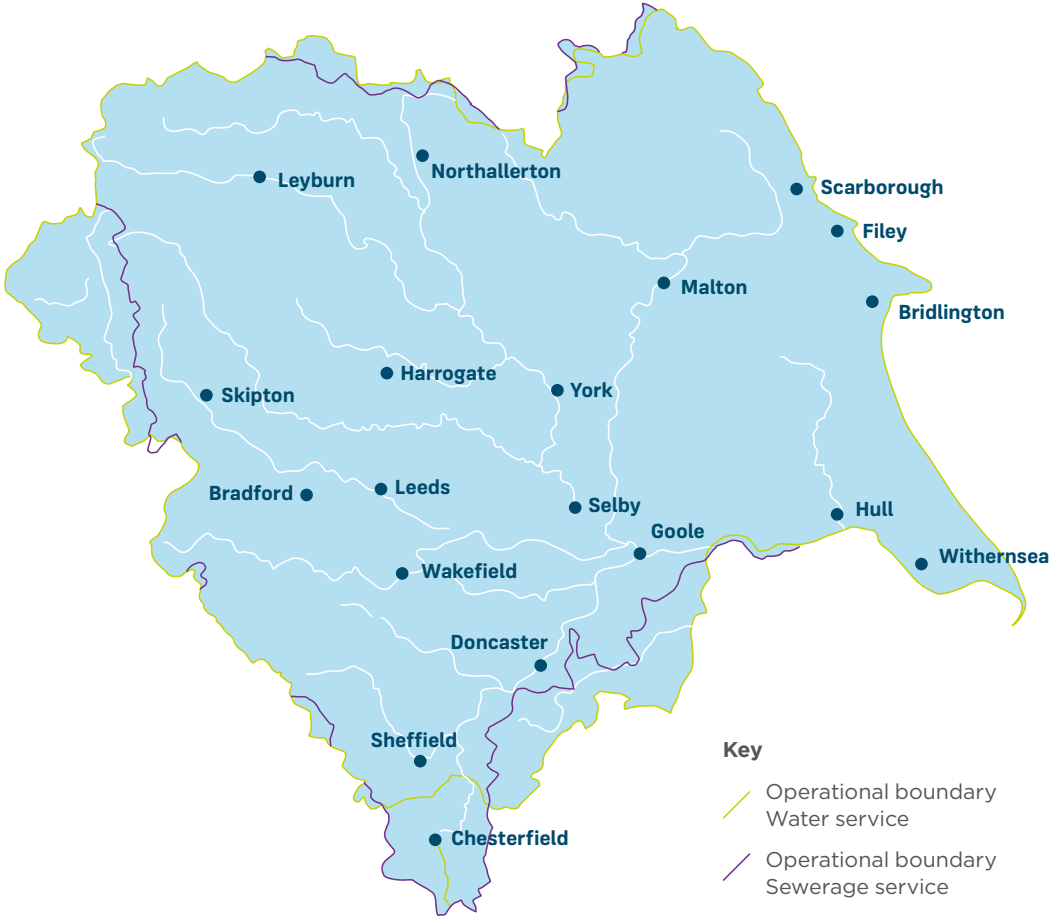 Northallerton
Leyburn
Scarborough
Filey
Malton
Bridlington
Harrogate
York
Skipton
Bradford
Leeds
Selby
Hull
Goole
Withernsea
Wakefield
Doncaster
Sheffield
Chesterfield
Key
Operational boundary
Water service
Operational boundary
Sewerage service